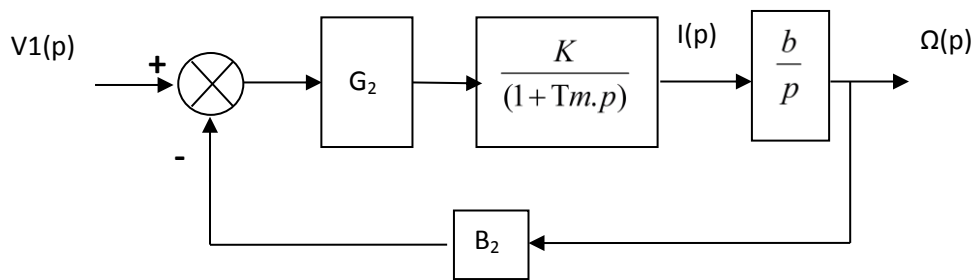 V1(p)
+
-
G₂
K
(1 + Tm.p)
I(p)
b
p
Ω(p)
B₂